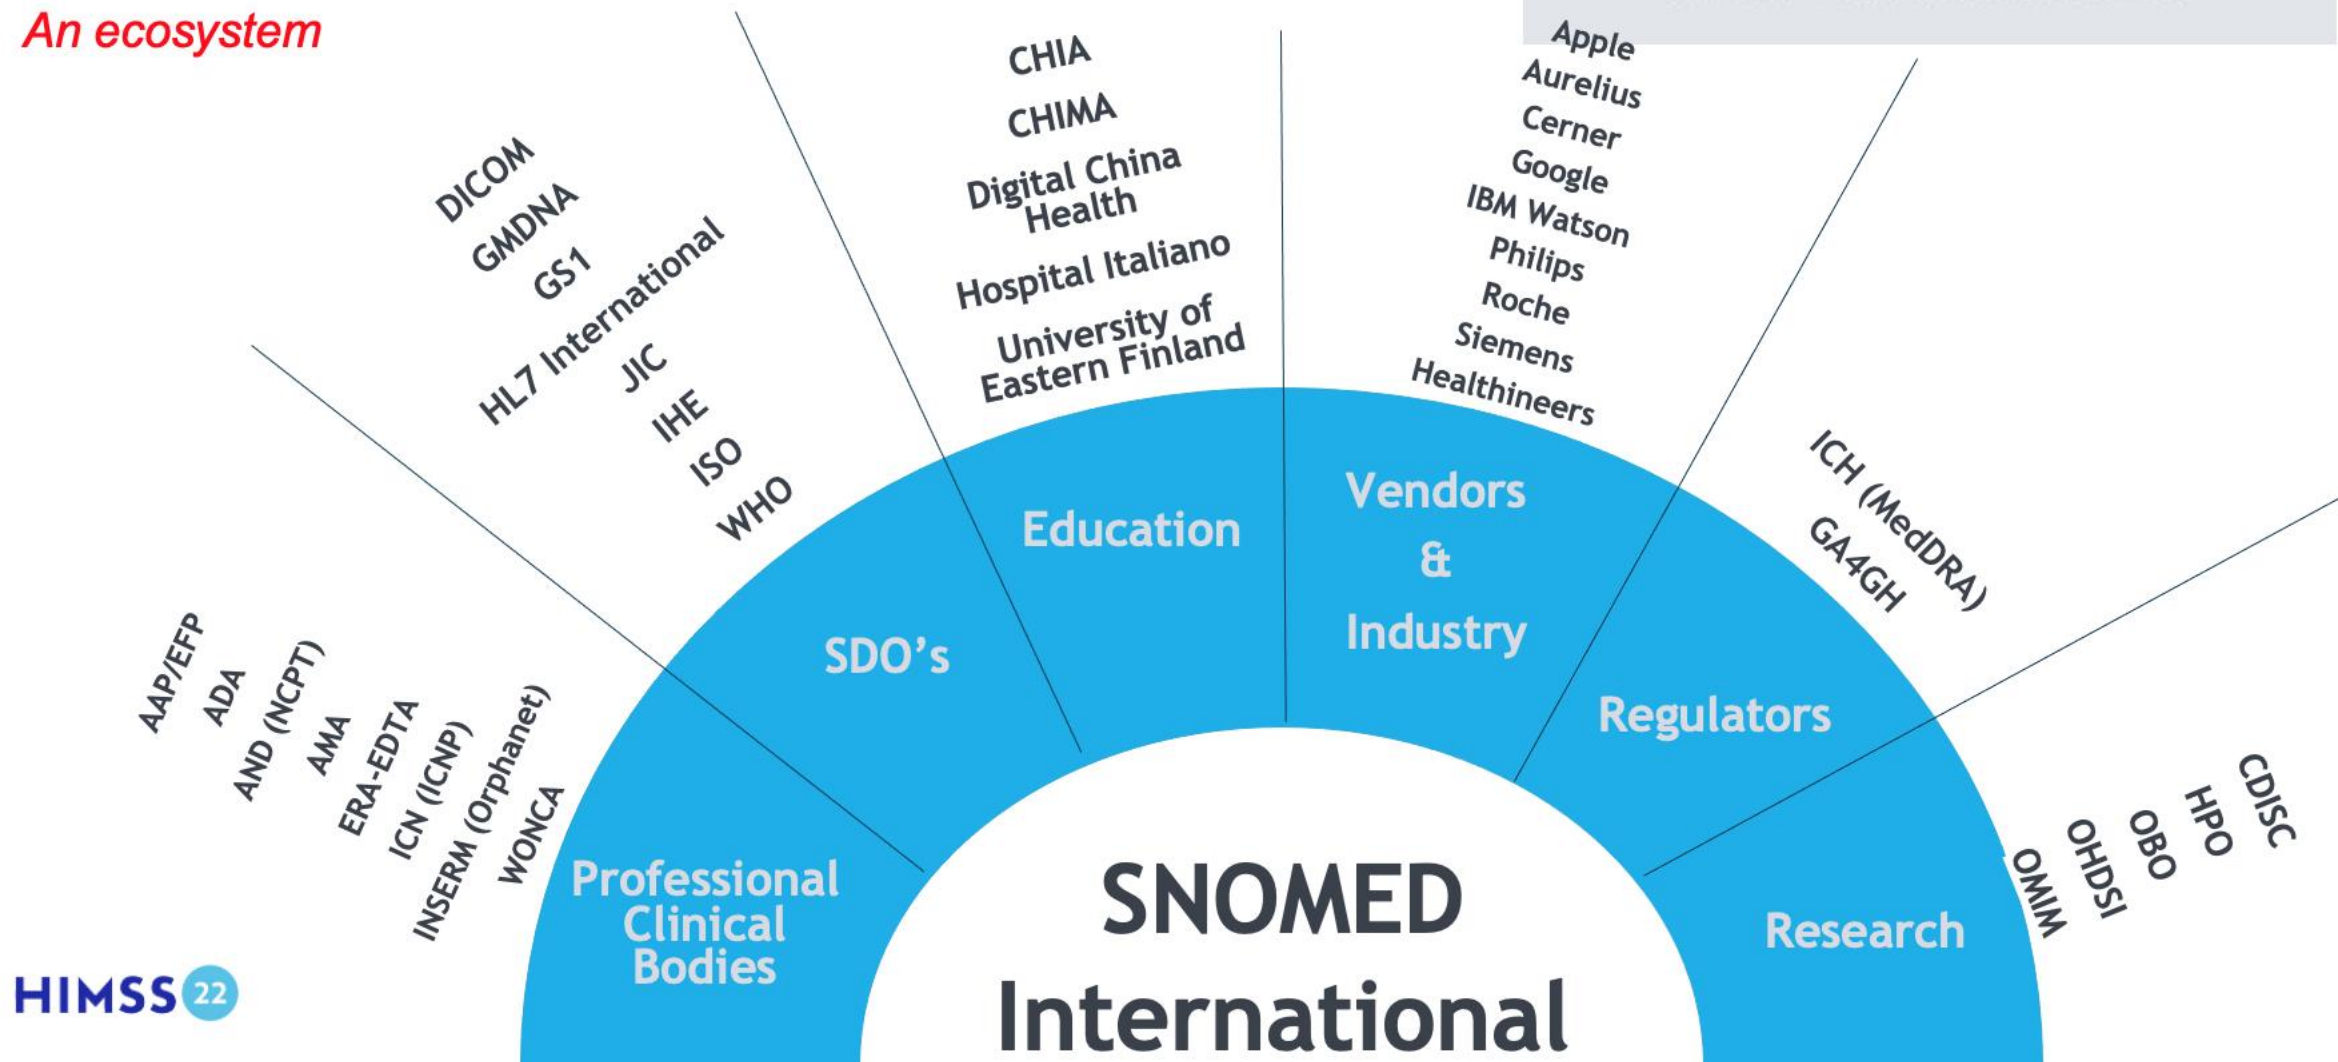 An ecosystem
AAP/EFP
ADA
AND (NCPT)
AMA
ERA-EDTA
ICN (ICNP)
INSERM (Orphanet)
WONCA
Professional
Clinical
Bodies
DICOM
GMDNA
GS1
HL7 International
JIC
IHE
ISO
WHO
SDO’s
CHIA
CHIMA
Digital China
Health
Hospital Italiano
University of
Eastern Finland
Education
Apple
Aurelius
Cerner
Google
IBM Watson
Philips
Roche
Siemens
Healthineers
Vendors
&
Industry
ICH (MedDRA)
GA4GH
Regulators
CDISC
HPO
OBO
OHDSI
OMIM
Research
SNOMED
International
HIMSS 22